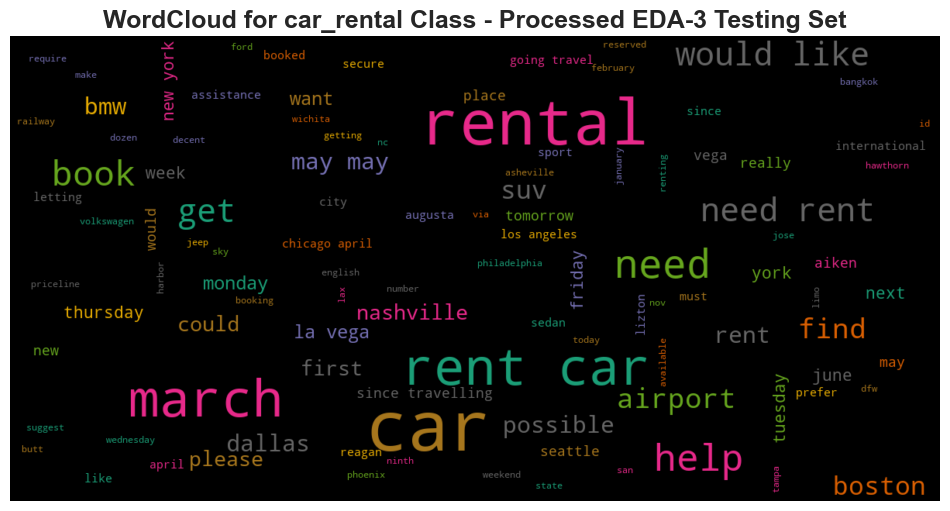 WordCloud for car_rental Class - Processed EDA-3 Testing Set
require
make
bmw
railway
dozen
decent
new york
ford
booked
secure
assistance
want
wichita
getting
nc
going travel
reserved
february
would like
bangkok
place
rental
since
id
international
hawthorn
book
week
may may
sport
asheville
january
renting
vega
really
suv
letting
volkswagen
get
would
city
augusta
via
tomorrow
los angeles
need rent
jose
jeep
sky
chicago april
philadelphia
need
york
aiken
priceline
harbor
monday
booking
english
lax
number
friday
nov
must
limo
next
thursday
could
la vega
nashville
sedan
lizton
today
available
rent
find
new
first
rent car
since travelling
june
may
prefer
dfw
march
car
airport
tuesday
suggest
butt
wednesday
dallas
possible
april
please
reagan
ninth
seattle
help
like
phoenix
weekend
state
san
tampa
boston